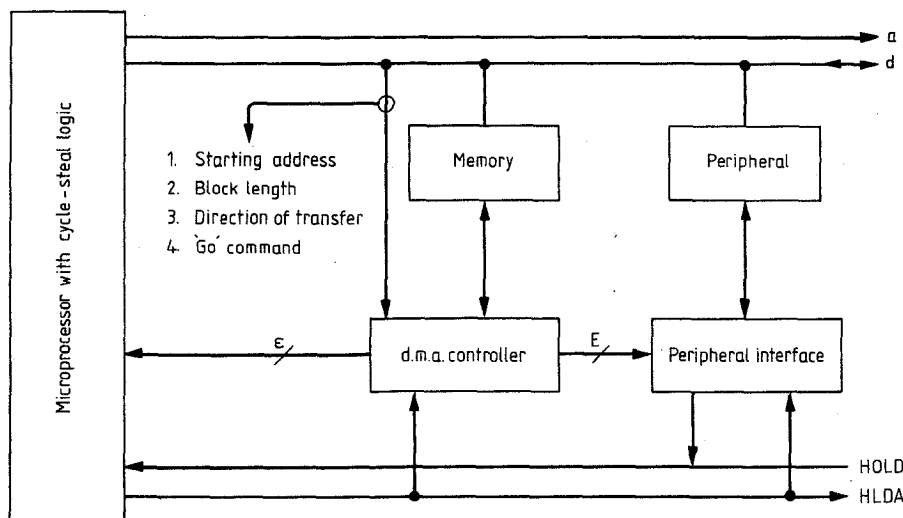 Microprocessor with cycle-steal logic
a
d
1. Starting address
2. Block length
3. Direction of transfer
4. 'Go' command
Memory
Peripheral
ε
d.m.a. controller
E
Peripheral interface
HOLD
HLDA